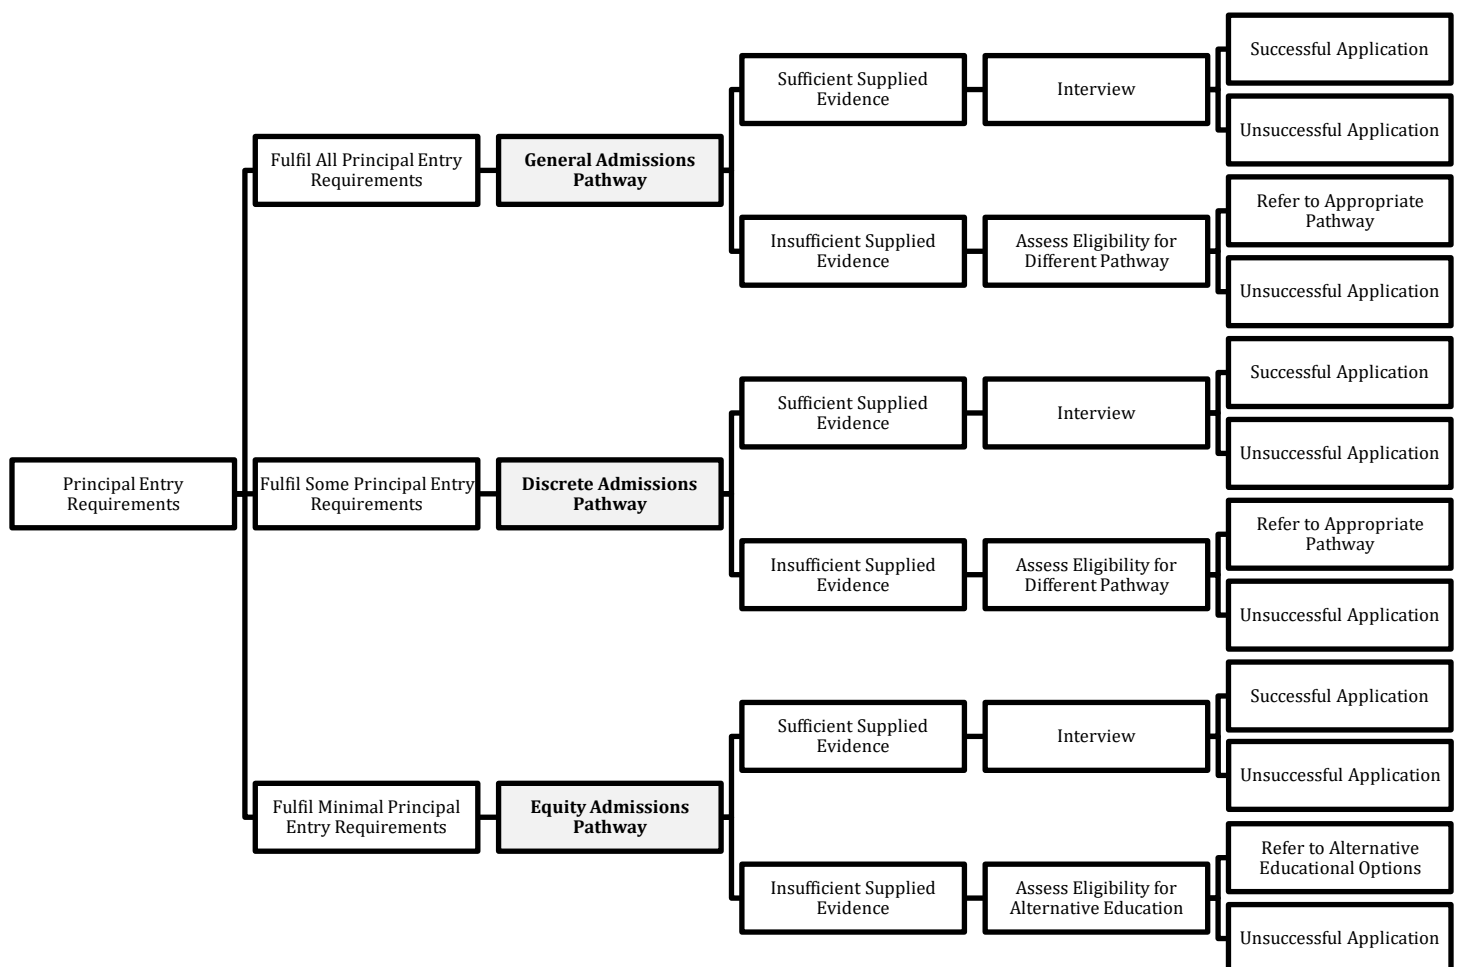 Principal Entry
Requirements
Fulfil All Principal Entry
Requirements
General Admissions
Pathway
Sufficient Supplied
Evidence
Interview
Successful Application
Unsuccessful Application
Insufficient Supplied
Evidence
Assess Eligibility for
Different Pathway
Refer to Appropriate
Pathway
Unsuccessful Application
Fulfil Some Principal Entry
Requirements
Discrete Admissions
Pathway
Sufficient Supplied
Evidence
Interview
Successful Application
Unsuccessful Application
Insufficient Supplied
Evidence
Assess Eligibility for
Different Pathway
Refer to Appropriate
Pathway
Unsuccessful Application
Fulfil Minimal Principal
Entry Requirements
Equity Admissions
Pathway
Sufficient Supplied
Evidence
Interview
Successful Application
Unsuccessful Application
Insufficient Supplied
Evidence
Assess Eligibility for
Alternative Education
Refer to Alternative
Educational Options
Unsuccessful Application